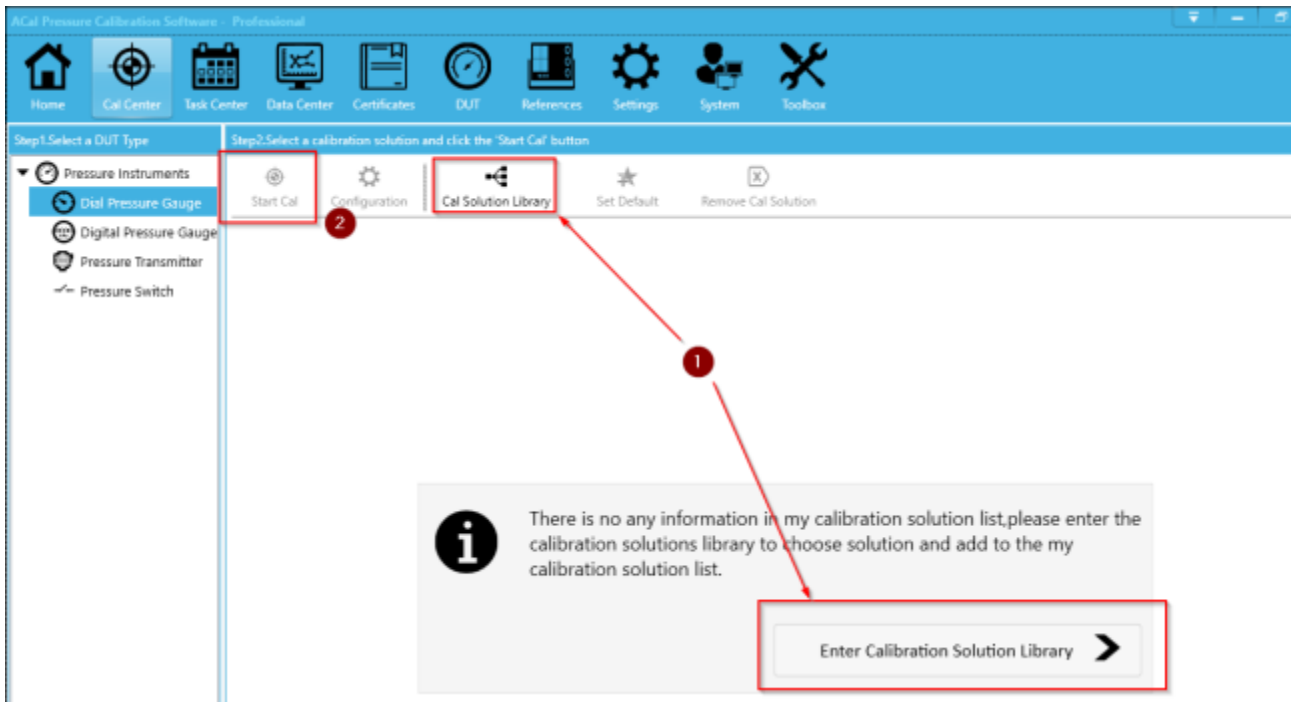 ACal Pressure Calibration Software - Professional
Home Cal Center Task Center Data Center Certificates DUT References Settings System Toolbox
Step1.Select a DUT Type
Step2.Select a calibration solution and click the 'Start Cal' button
Pressure Instruments
Dial Pressure Gauge
Digital Pressure Gauge
Pressure Transmitter
Pressure Switch
Start Cal Configuration Cal Solution Library Set Default Remove Cal Solution
2
1
There is no any information in my calibration solution list,please enter the
calibration solutions library to choose solution and add to the my
calibration solution list.
Enter Calibration Solution Library